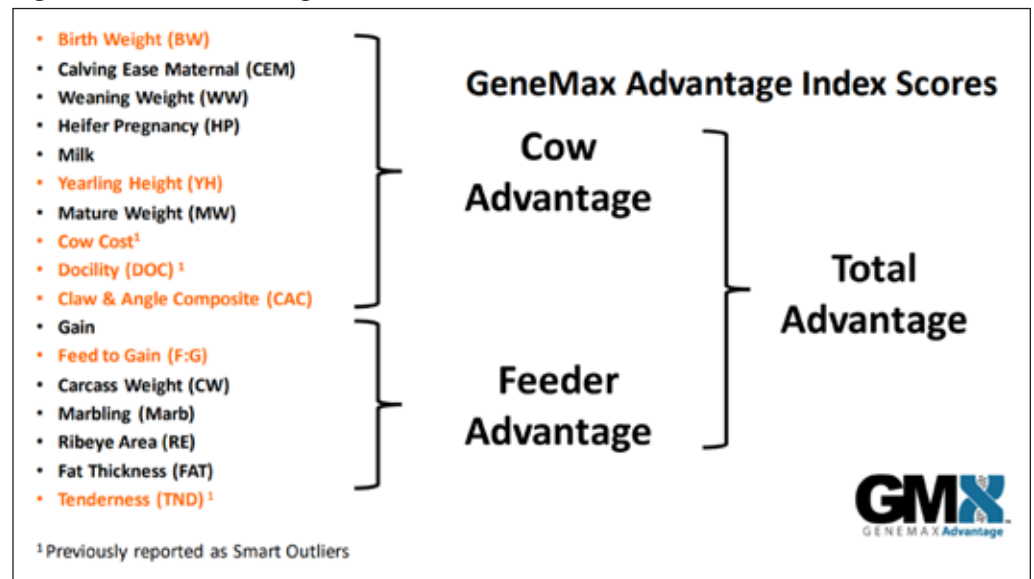 • Birth Weight (BW)
• Calving Ease Maternal (CEM)
• Weaning Weight (WW)
• Heifer Pregnancy (HP)
• Milk
• Yearling Height (YH)
• Mature Weight (MW)
• Cow Cost¹
• Docility (DOC) ¹
• Claw & Angle Composite (CAC)
• Gain
• Feed to Gain (F:G)
• Carcass Weight (CW)
• Marbling (Marb)
• Ribeye Area (RE)
• Fat Thickness (FAT)
• Tenderness (TND) ¹
¹ Previously reported as Smart Outliers
GeneMax Advantage Index Scores
Cow
Advantage
Feeder
Advantage
Total
Advantage
GMX
GENEMAX Advantage